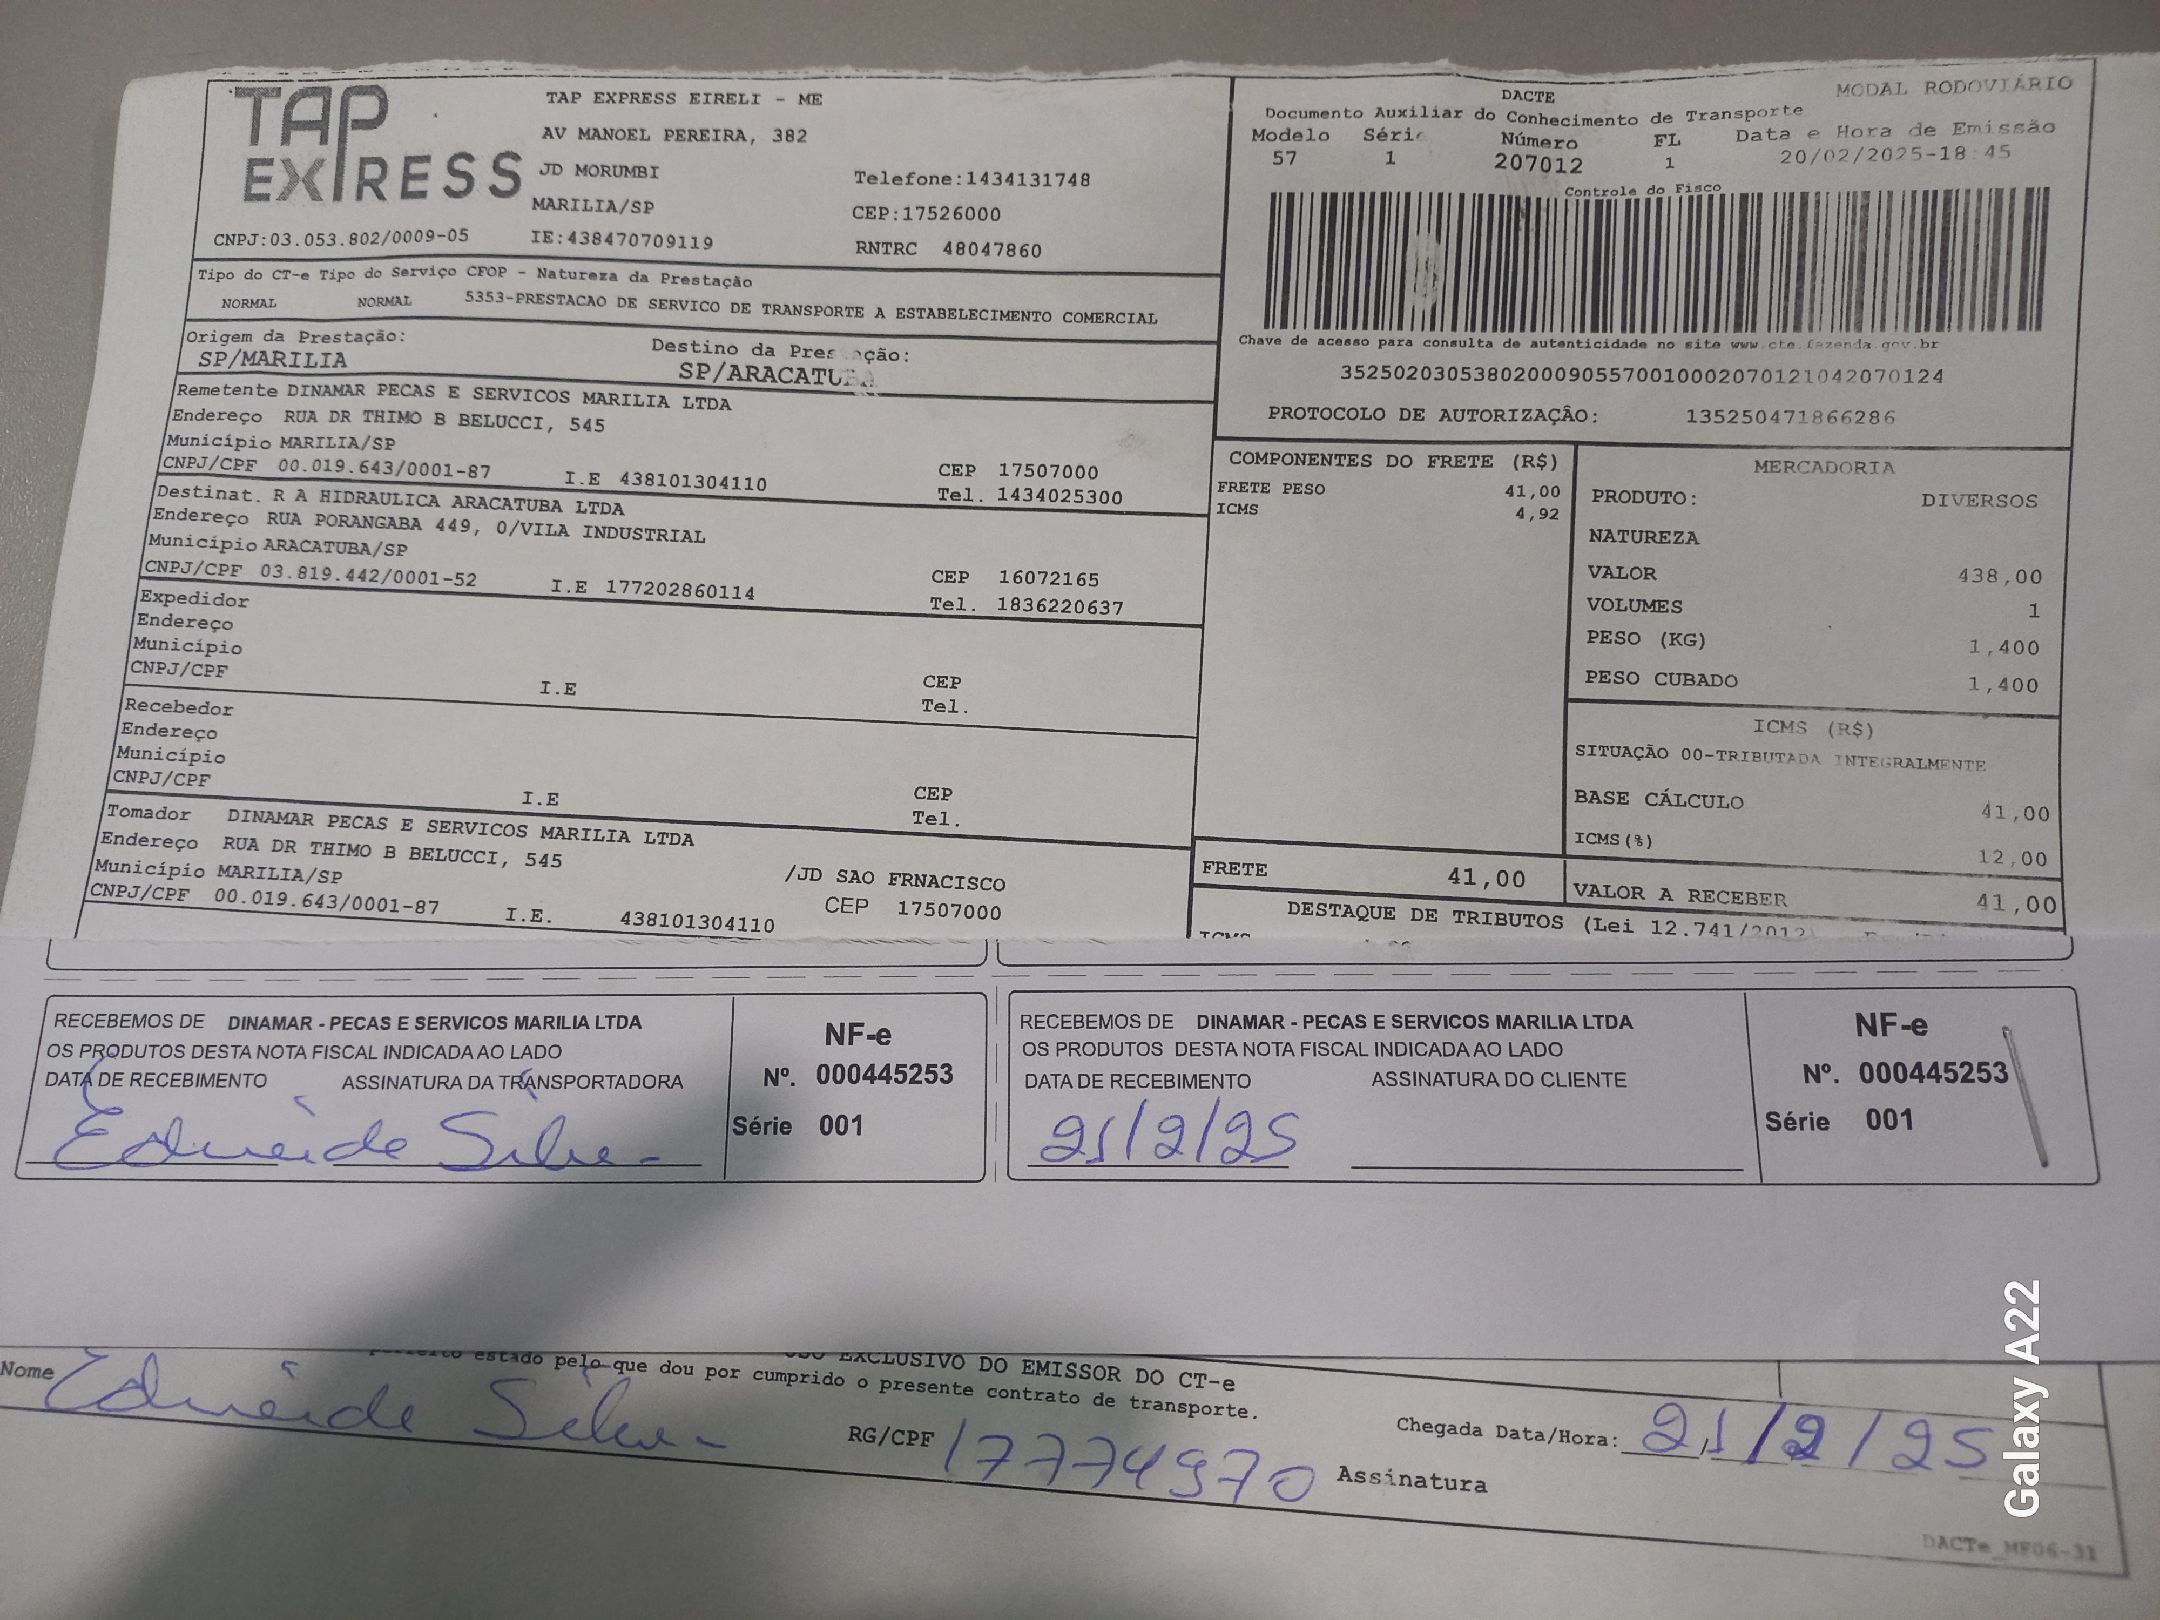 TAP EXPRESS
TAP EXPRESS EIRELI - ME
AV MANOEL PEREIRA, 382
JD MORUMBI Telefone:1434131748
MARILIA/SP CEP:17526000
CNPJ:03.053.802/0009-05 IE:438470709119 RNTRC 48047860
Tipo do CT-e Tipo do Serviço CFOP - Natureza da Prestação
NORMAL NORMAL 5353-PRESTACAO DE SERVICO DE TRANSPORTE A ESTABELECIMENTO COMERCIAL
Origem da Prestação: Destino da Prestação:
SP/MARILIA SP/ARACATUBA
Remetente DINAMAR PECAS E SERVICOS MARILIA LTDA
Endereço RUA DR THIMO B BELUCCI, 545
Município MARILIA/SP CEP 17507000
CNPJ/CPF 00.019.643/0001-87 I.E 438101304110 Tel. 1434025300
Destinat. R A HIDRAULICA ARACATUBA LTDA
Endereço RUA PORANGABA 449, 0/VILA INDUSTRIAL
Município ARACATUBA/SP CEP 16072165
CNPJ/CPF 03.819.442/0001-52 I.E 177202860114 Tel. 1836220637
Expedidor
Endereço
Município CEP
CNPJ/CPF I.E Tel.
Recebedor
Endereço
Município CEP
CNPJ/CPF I.E Tel.
Tomador DINAMAR PECAS E SERVICOS MARILIA LTDA
Endereço RUA DR THIMO B BELUCCI, 545 /JD SAO FRNACISCO
Município MARILIA/SP CEP 17507000
CNPJ/CPF 00.019.643/0001-87 I.E. 438101304110
DACTE MODAL RODOVIÁRIO
Documento Auxiliar do Conhecimento de Transporte
Modelo Série Número FL Data e Hora de Emissão
57 1 207012 1 20/02/2025-18:45
Controle do Fisco
Chave de acesso para consulta de autenticidade no site www.cte.fazenda.gov.br
35250203053802000905570010002070121042070124
PROTOCOLO DE AUTORIZAÇÃO: 135250471866286
COMPONENTES DO FRETE (R$)
FRETE PESO 41,00
ICMS 4,92
FRETE 41,00
MERCADORIA
PRODUTO: DIVERSOS
NATUREZA
VALOR 438,00
VOLUMES 1
PESO (KG) 1,400
PESO CUBADO 1,400
ICMS (R$)
SITUAÇÃO 00-TRIBUTADA INTEGRALMENTE
BASE CÁLCULO 41,00
ICMS(%) 12,00
VALOR A RECEBER 41,00
DESTAQUE DE TRIBUTOS (Lei 12.741/2012)
ICMS
RECEBEMOS DE DINAMAR - PECAS E SERVICOS MARILIA LTDA
OS PRODUTOS DESTA NOTA FISCAL INDICADA AO LADO
DATA DE RECEBIMENTO ASSINATURA DA TRANSPORTADORA
Edneide Silva
NF-e
Nº. 000445253
Série 001
RECEBEMOS DE DINAMAR - PECAS E SERVICOS MARILIA LTDA
OS PRODUTOS DESTA NOTA FISCAL INDICADA AO LADO
DATA DE RECEBIMENTO ASSINATURA DO CLIENTE
21/2/25
NF-e
Nº. 000445253
Série 001
USO EXCLUSIVO DO EMISSOR DO CT-e
perfeito estado pelo que dou por cumprido o presente contrato de transporte.
Nome Edneide Silva RG/CPF 17774970 Chegada Data/Hora: 21/2/25
Assinatura
DACTe_MF06-31
Galaxy A22